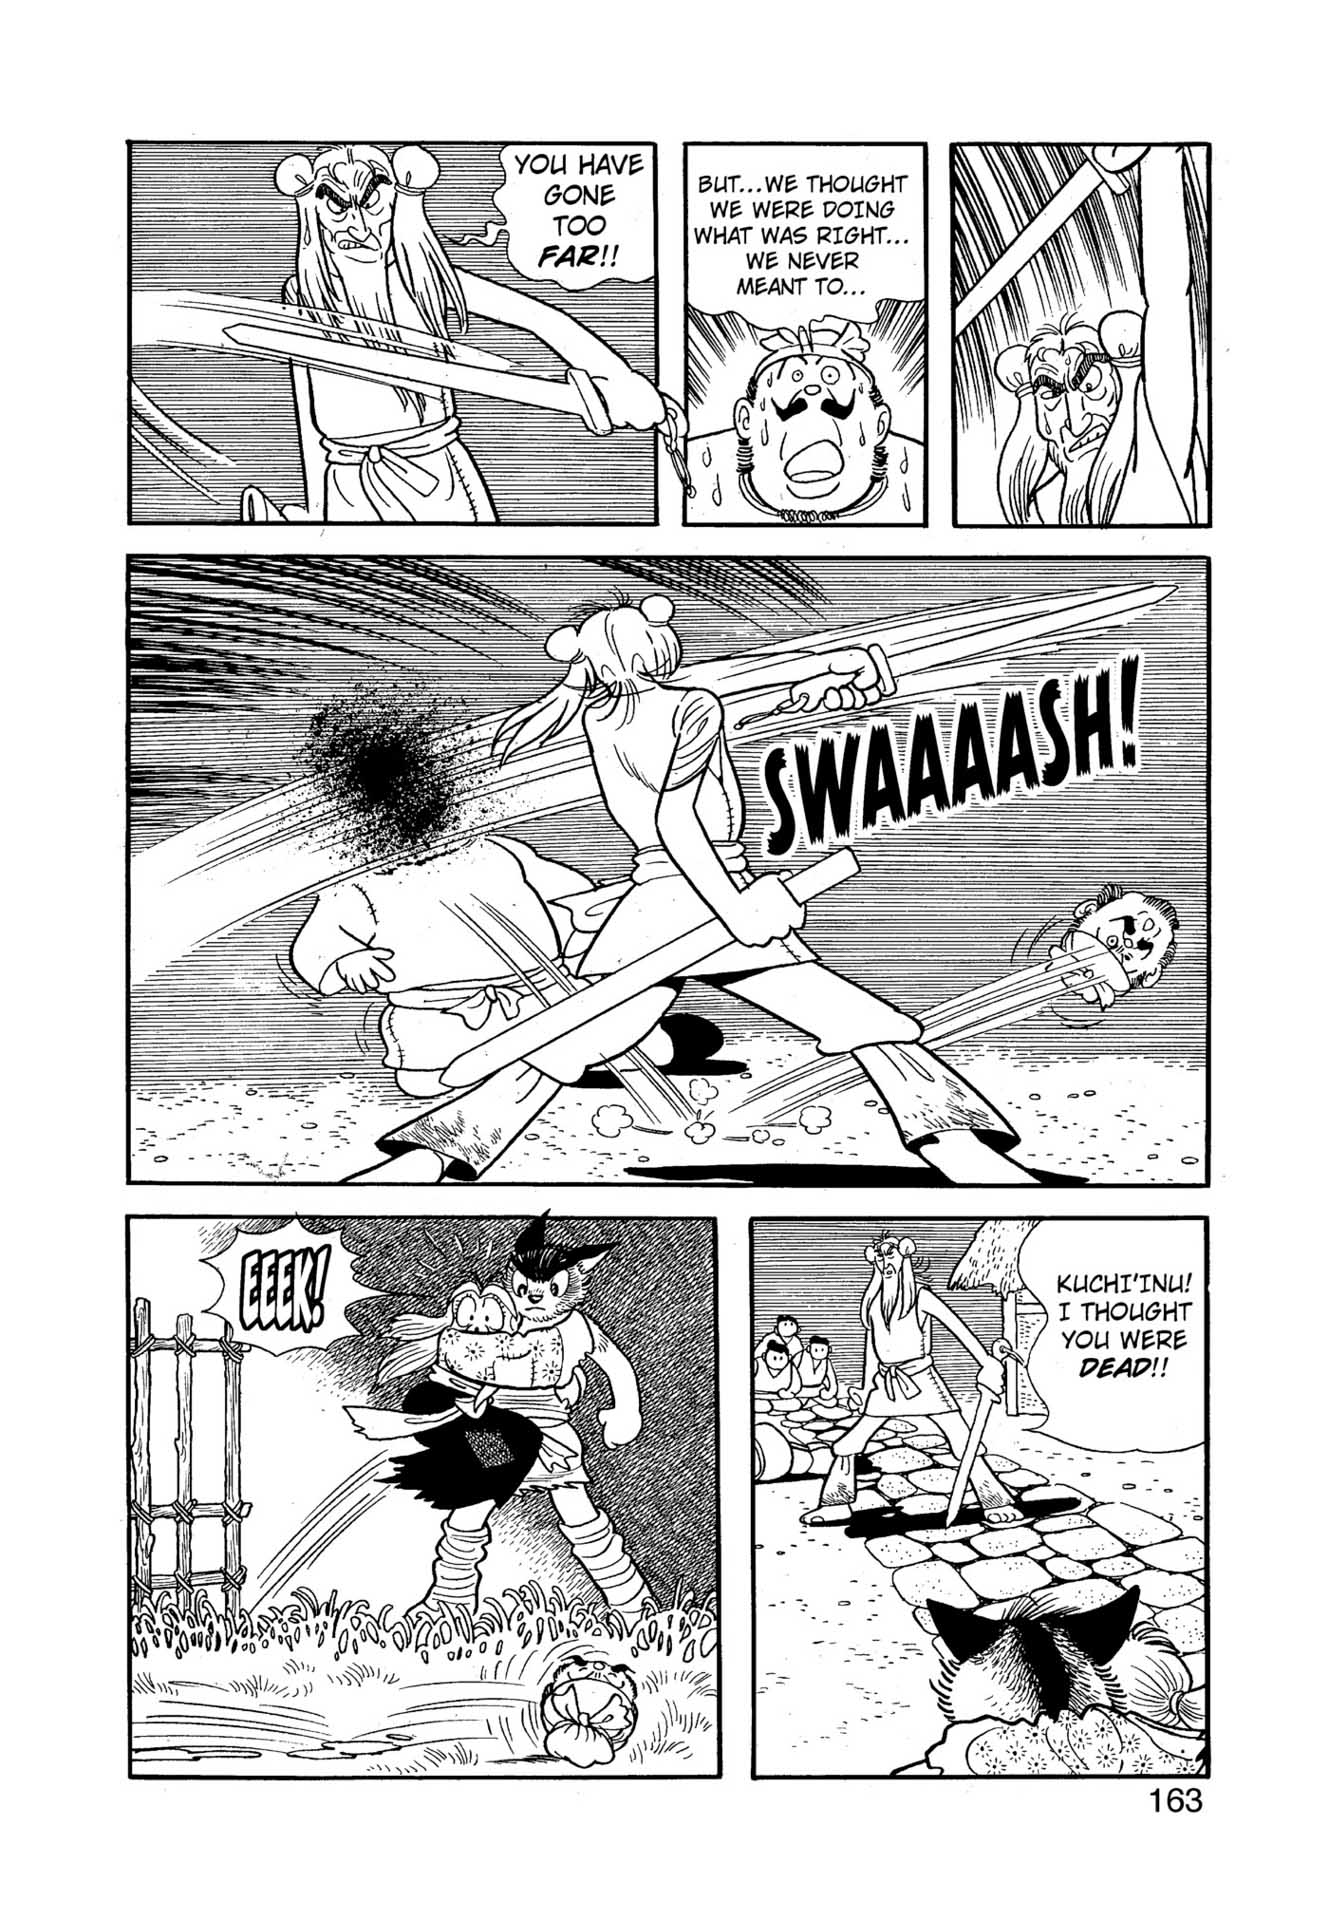 YOU HAVE
GONE
TOO
FAR!!
BUT...WE THOUGHT
WE WERE DOING
WHAT WAS RIGHT...
WE NEVER
MEANT TO...
SWAAAASH!
EEEK!
KUCHI'INU!
I THOUGHT
YOU WERE
DEAD!!
163